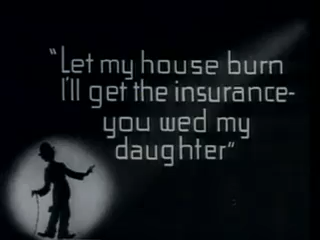 "Let my house burn
I'll get the insurance-
you wed my
daughter"